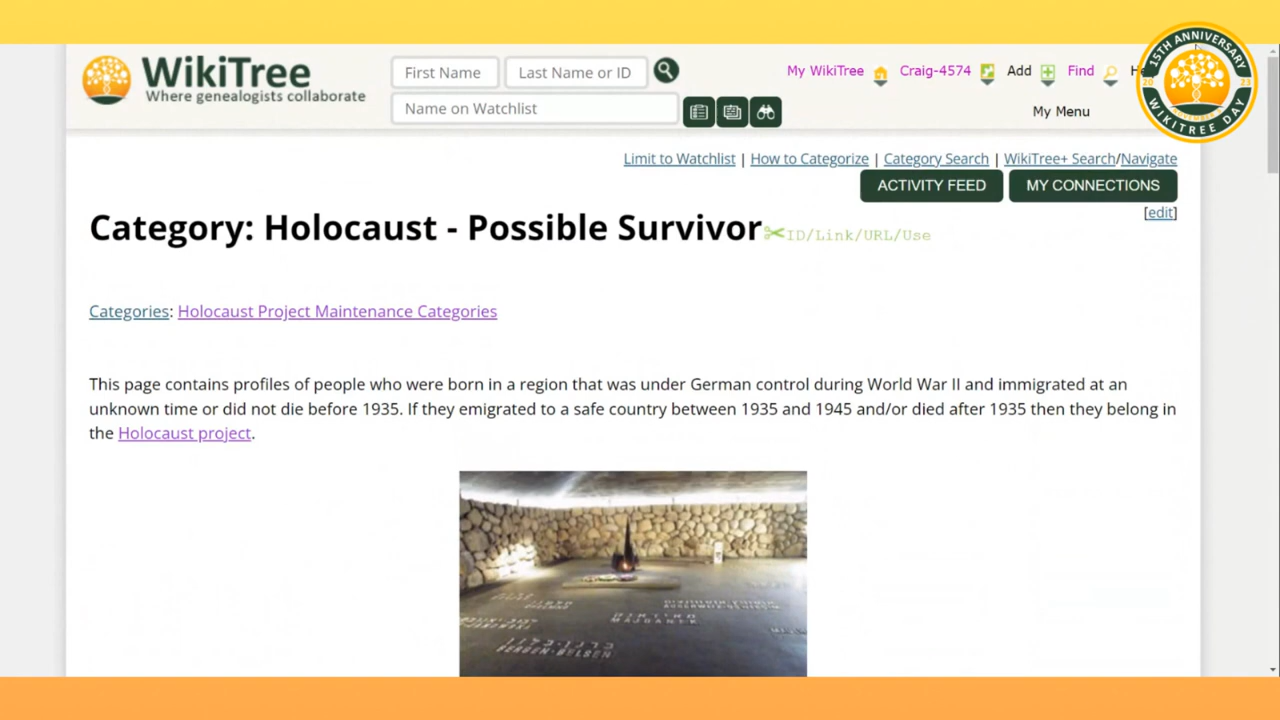 WikiTree
Where genealogists collaborate
First Name
Last Name or ID
Name on Watchlist
My WikiTree
Craig-4574
Add
Find
My Menu
15TH ANNIVERSARY
20 23
WIKITREE DAY
Limit to Watchlist | How to Categorize | Category Search | WikiTree+ Search/Navigate
ACTIVITY FEED
MY CONNECTIONS
[edit]
Category: Holocaust - Possible Survivor
ID/Link/URL/Use
Categories: Holocaust Project Maintenance Categories
This page contains profiles of people who were born in a region that was under German control during World War II and immigrated at an
unknown time or did not die before 1935. If they emigrated to a safe country between 1935 and 1945 and/or died after 1935 then they belong in
the Holocaust project.
MAJDANEK
BERGEN-BELSEN